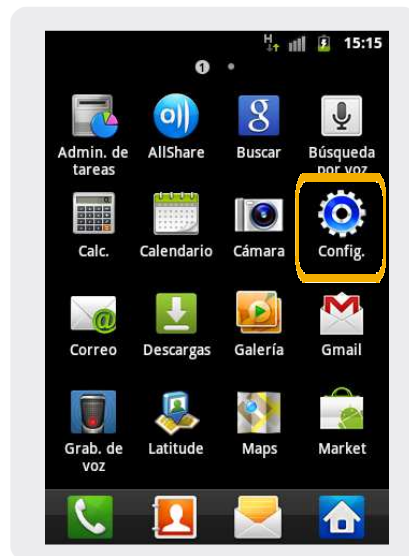 H 15:15
1
Admin. de AllShare Buscar Búsqueda
tareas por voz
Calc. Calendario Cámara Config.
Correo Descargas Galería Gmail
Grab. de Latitude Maps Market
voz